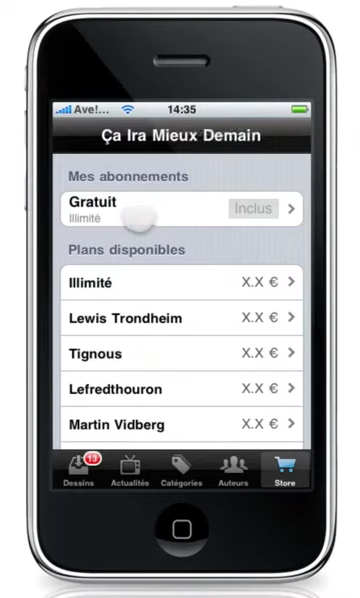 Ave!... 14:35
Ça Ira Mieux Demain
Mes abonnements
Gratuit
Illimité
Inclus
Plans disponibles
Illimité X.X €
Lewis Trondheim X.X €
Tignous X.X €
Lefredthouron X.X €
Martin Vidberg X.X €
13
Dessins Actualités Catégories Auteurs Store